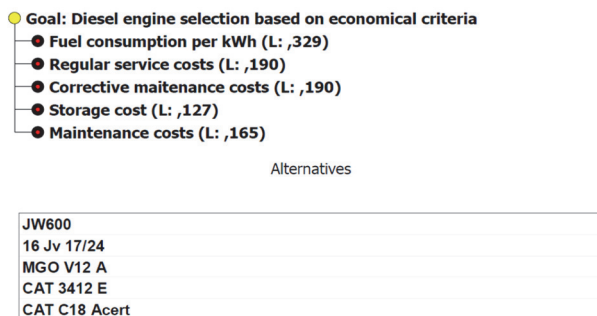 Goal: Diesel engine selection based on economical criteria
Fuel consumption per kWh (L: ,329)
Regular service costs (L: ,190)
Corrective maitenance costs (L: ,190)
Storage cost (L: ,127)
Maintenance costs (L: ,165)
Alternatives
JW600
16 Jv 17/24
MGO V12 A
CAT 3412 E
CAT C18 Acert